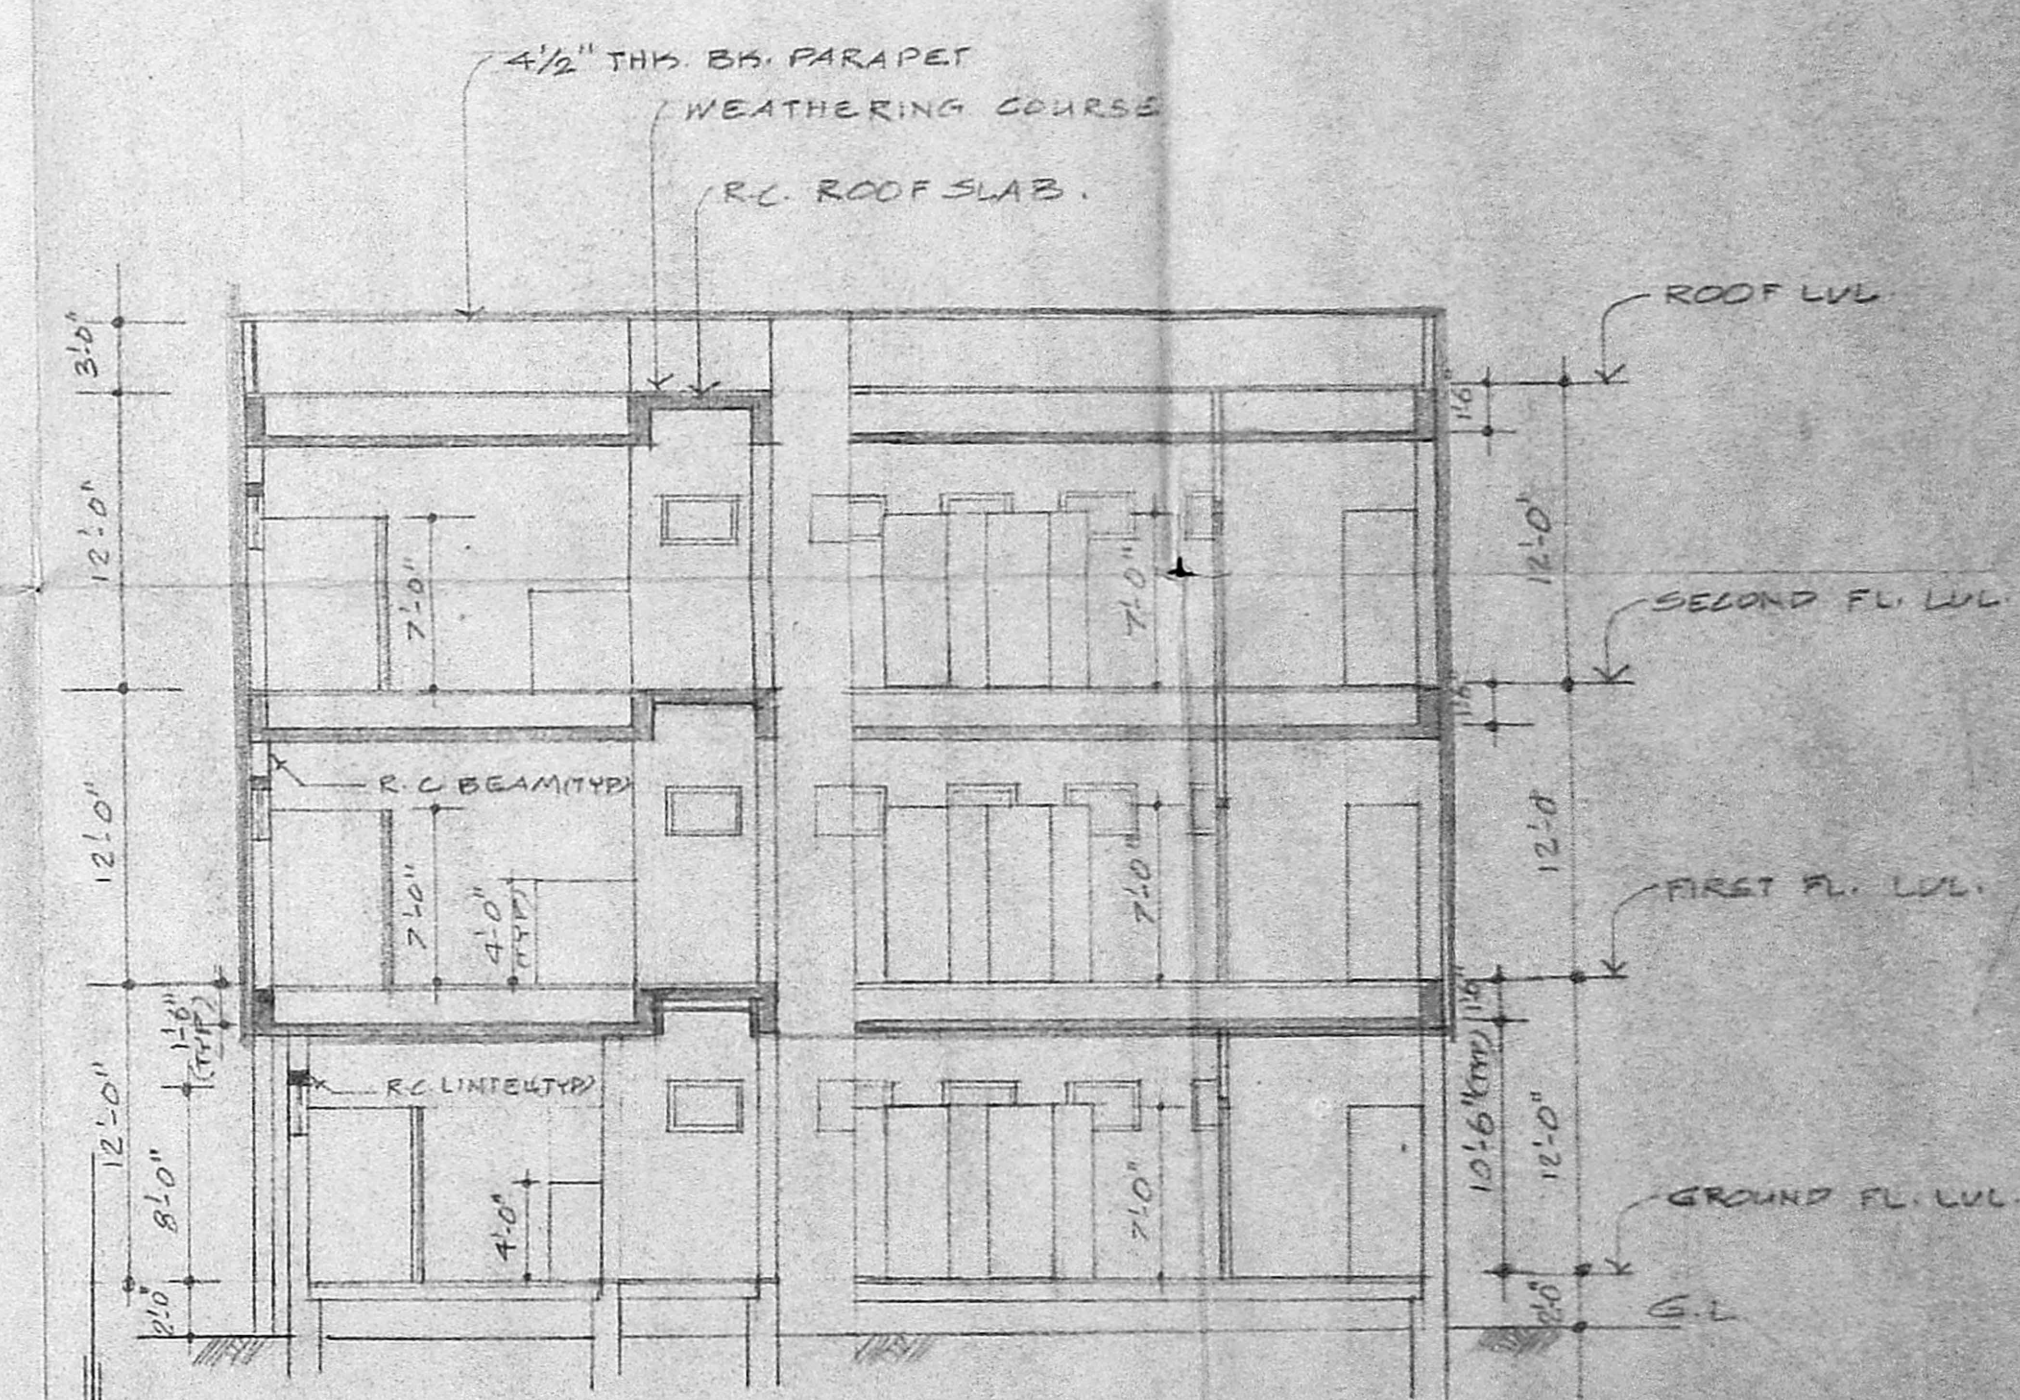 4½" THK. BK. PARAPET
WEATHERING COURSE
R.C. ROOF SLAB.
ROOF LVL
3'-0"
1'6"
12'-0"
12'-0"
7'-0"
7'-0"
SECOND FL. LVL.
1'6"
R.C BEAM(TYP)
12'-0"
12'-0
7'-0"
4'-0"
(TYP)
7'-0"
FIRST FL. LVL.
1'-6"
(TYP)
1'6"
R.C. LINTEL(TYP)
12'-0"
8'-0"
4'-0"
7'-0"
10'-6"(TYP)
12'-0"
GROUND FL. LVL.
2'-0"
2'-0"
G.L